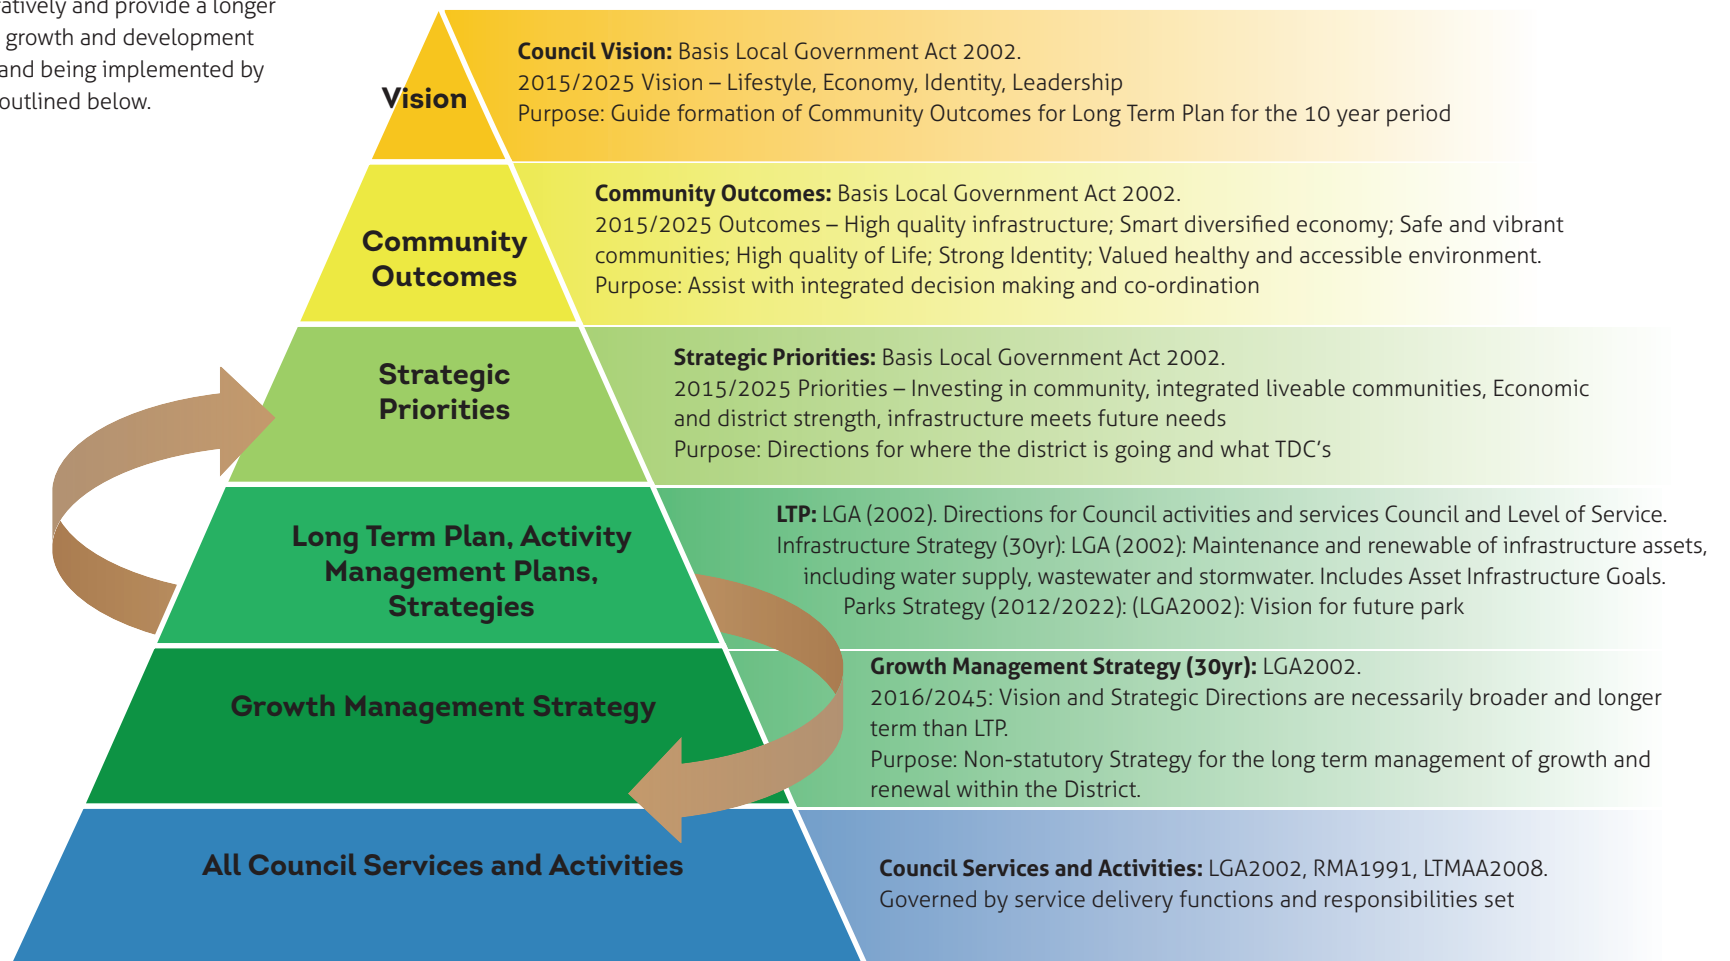 ratively and provide a longer
growth and development
and being implemented by
outlined below.
Vision
Council Vision: Basis Local Government Act 2002.
2015/2025 Vision – Lifestyle, Economy, Identity, Leadership
Purpose: Guide formation of Community Outcomes for Long Term Plan for the 10 year period
Community
Outcomes
Community Outcomes: Basis Local Government Act 2002.
2015/2025 Outcomes – High quality infrastructure; Smart diversified economy; Safe and vibrant
communities; High quality of Life; Strong Identity; Valued healthy and accessible environment.
Purpose: Assist with integrated decision making and co-ordination
Strategic
Priorities
Strategic Priorities: Basis Local Government Act 2002.
2015/2025 Priorities – Investing in community, integrated liveable communities, Economic
and district strength, infrastructure meets future needs
Purpose: Directions for where the district is going and what TDC's
Long Term Plan, Activity
Management Plans,
Strategies
LTP: LGA (2002). Directions for Council activities and services Council and Level of Service.
Infrastructure Strategy (30yr): LGA (2002): Maintenance and renewable of infrastructure assets,
including water supply, wastewater and stormwater. Includes Asset Infrastructure Goals.
Parks Strategy (2012/2022): (LGA2002): Vision for future park
Growth Management Strategy
Growth Management Strategy (30yr): LGA2002.
2016/2045: Vision and Strategic Directions are necessarily broader and longer
term than LTP.
Purpose: Non-statutory Strategy for the long term management of growth and
renewal within the District.
All Council Services and Activities
Council Services and Activities: LGA2002, RMA1991, LTMAA2008.
Governed by service delivery functions and responsibilities set